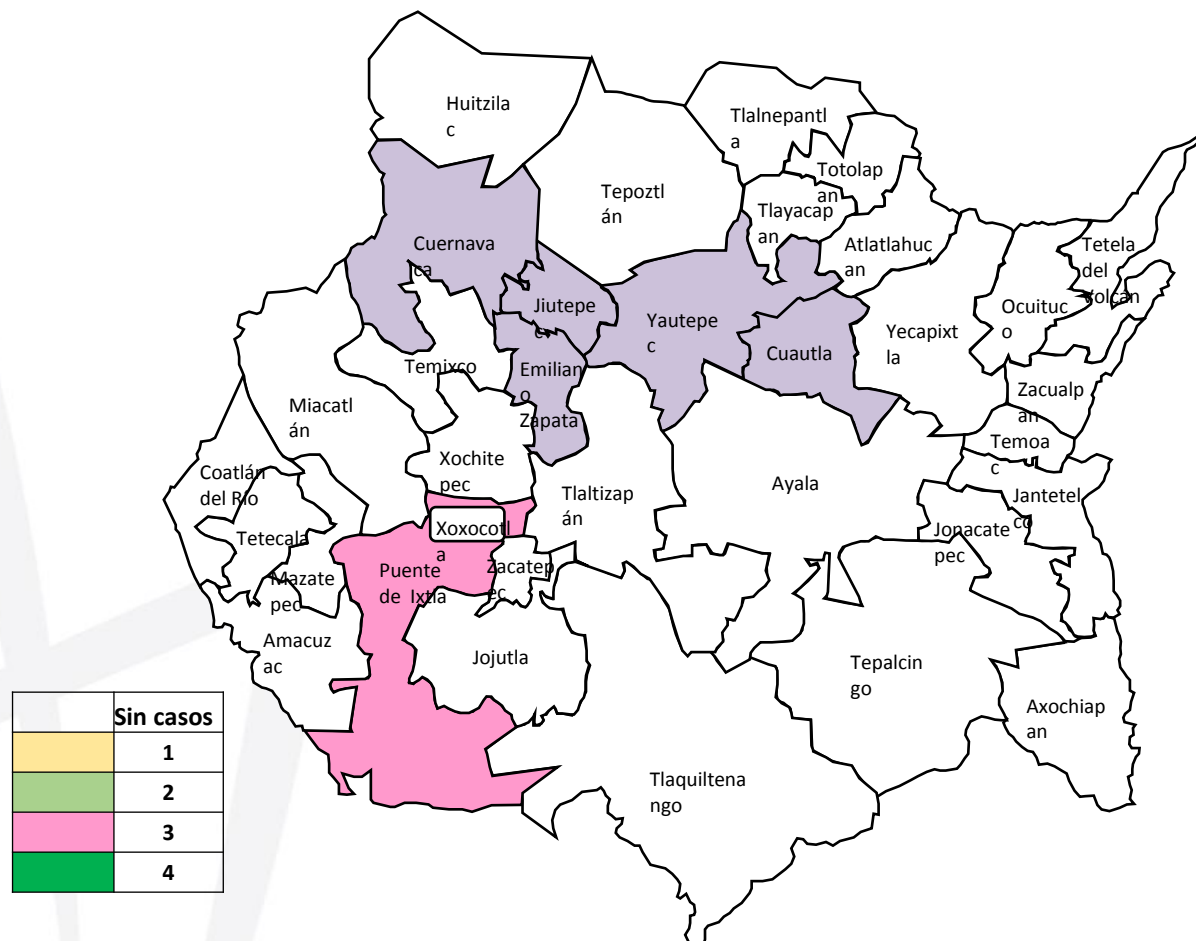 Huitzila
c
Tlalnepantl
a
Totolap
an
Tepoztl
án
Tlayacap
an
Cuernava
ca
Atlatlahuc
an
Tetela
del
Volcán
Jiutepe
c
Yautepe
c
Ocuituc
o
Yecapixt
la
Cuautla
Temixco
Emilian
o
Zapata
Zacualp
an
Miacatl
án
Temoa
c
Xochite
pec
Coatlán
del Río
Ayala
Tlaltizap
án
Jantetel
co
Xoxocotl
a
Jonacate
pec
Tetecala
Zacatep
ec
Puente
de Ixtla
Mazate
pec
Amacuz
ac
Jojutla
Tepalcin
go
Axochiap
an
Tlaquiltena
ngo
Sin casos
1
2
3
4